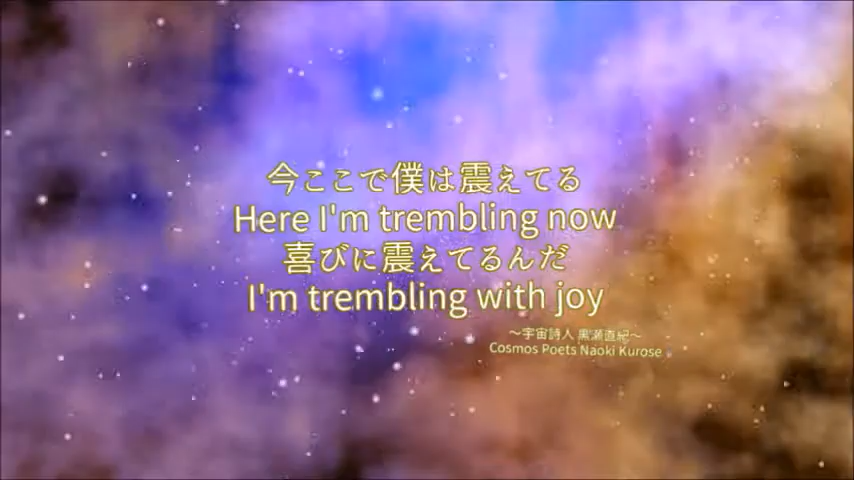 今ここで僕は震えてる
Here I'm trembling now
喜びに震えてるんだ
I'm trembling with joy
～宇宙詩人 黒瀬直紀～
Cosmos Poets Naoki Kurose